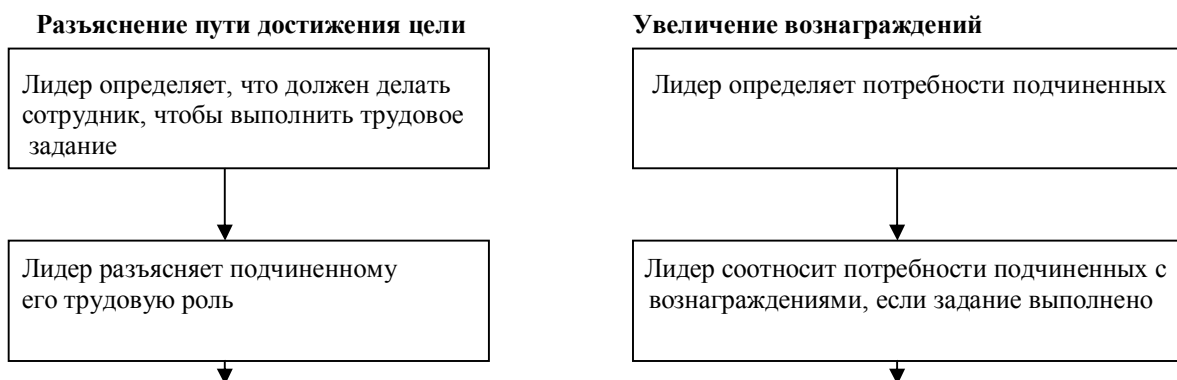 Разъяснение пути достижения цели
Лидер определяет, что должен делать
сотрудник, чтобы выполнить трудовое
задание
Лидер разъясняет подчиненному
его трудовую роль
Увеличение вознаграждений
Лидер определяет потребности подчиненных
Лидер соотносит потребности подчиненных с
вознаграждениями, если задание выполнено